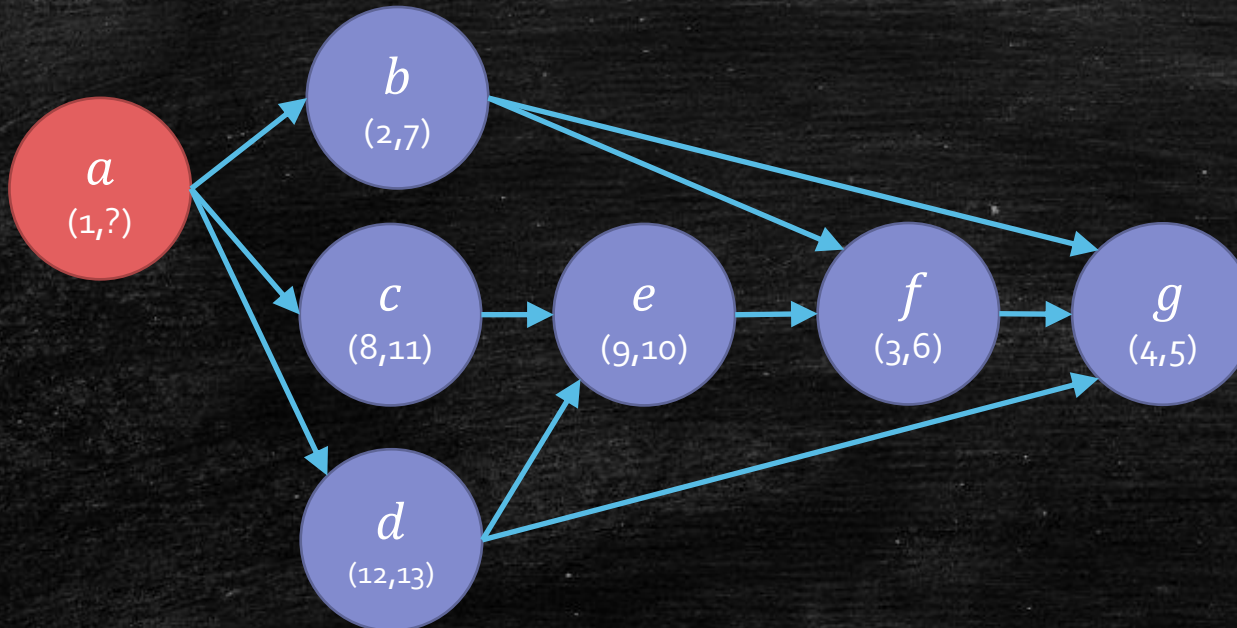 a
(1,?)
b
(2,7)
c
(8,11)
d
(12,13)
e
(9,10)
f
(3,6)
g
(4,5)